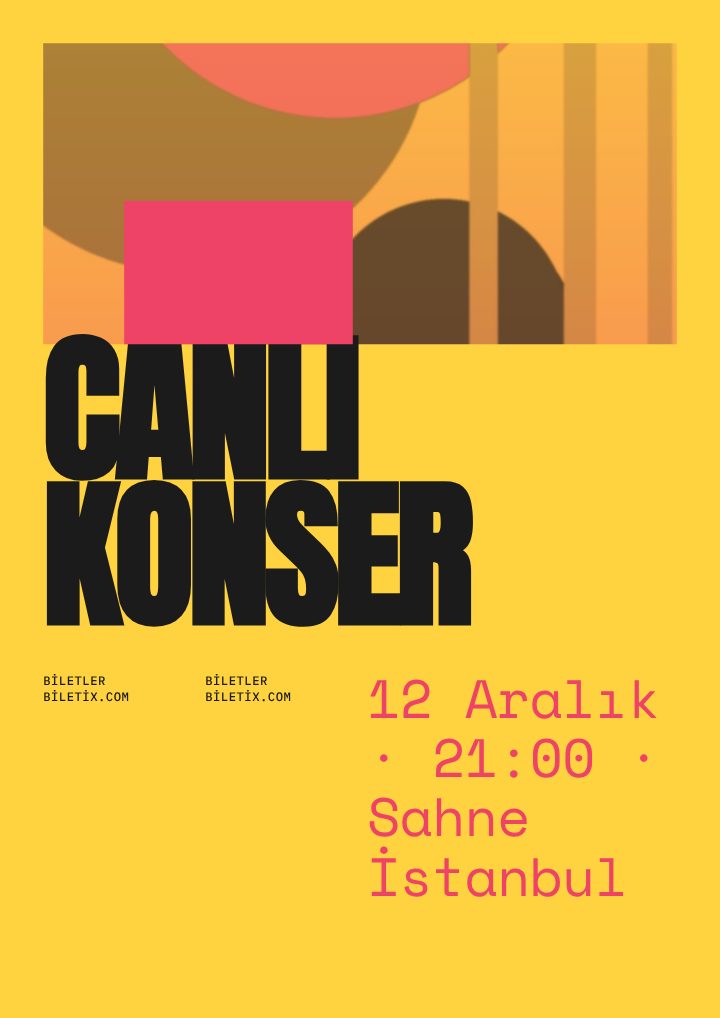 CANLI
KONSER
BİLETLER
BİLETİX.COM
BİLETLER
BİLETİX.COM
12 Aralık
· 21:00 ·
Sahne
İstanbul